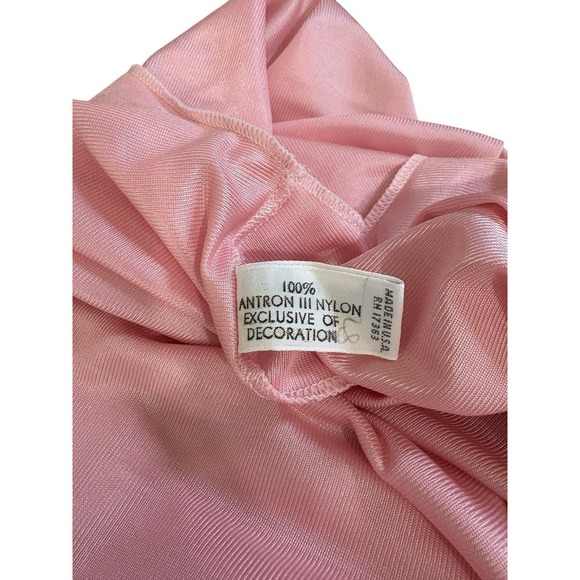 100%
ANTRON III NYLON
EXCLUSIVE OF
DECORATION
MADE IN U.S.A.
RN 17363